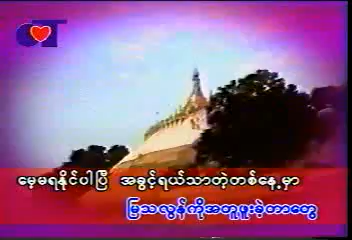 CT
မေ့မရနိုင်ပါပြီ အခွင့်ရယ်သာတဲ့တစ်နေ့မှာ
မြသလွန်ကိုအတူဖူးခဲ့တာတွေ